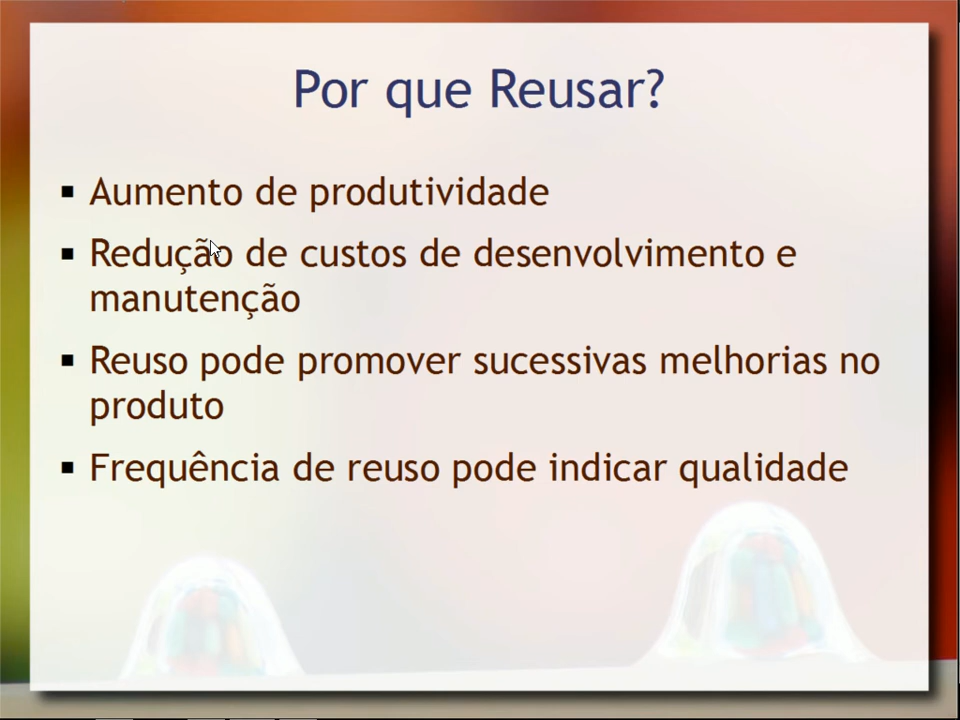 Por que Reusar?
▪ Aumento de produtividade
▪ Redução de custos de desenvolvimento e
manutenção
▪ Reuso pode promover sucessivas melhorias no
produto
▪ Frequência de reuso pode indicar qualidade